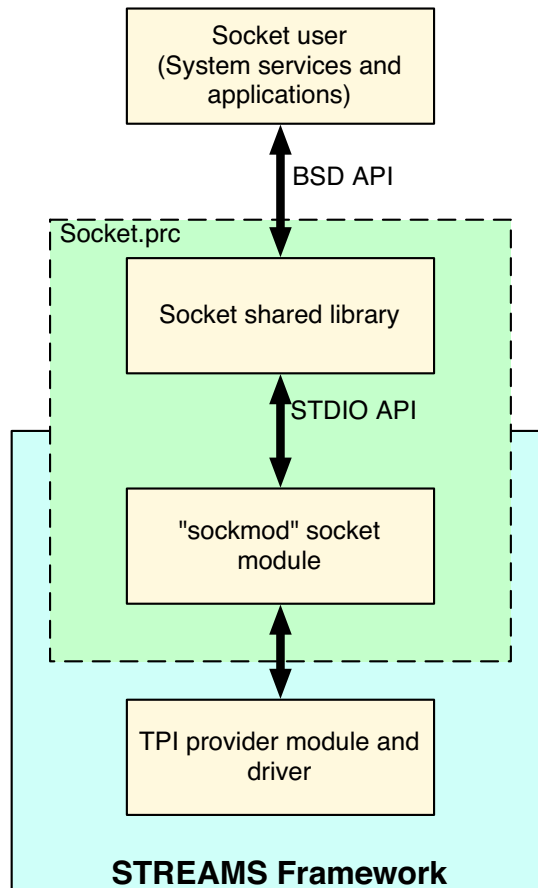 Socket user
(System services and
applications)
BSD API
Socket.prc
Socket shared library
STDIO API
"sockmod" socket
module
TPI provider module and
driver
STREAMS Framework